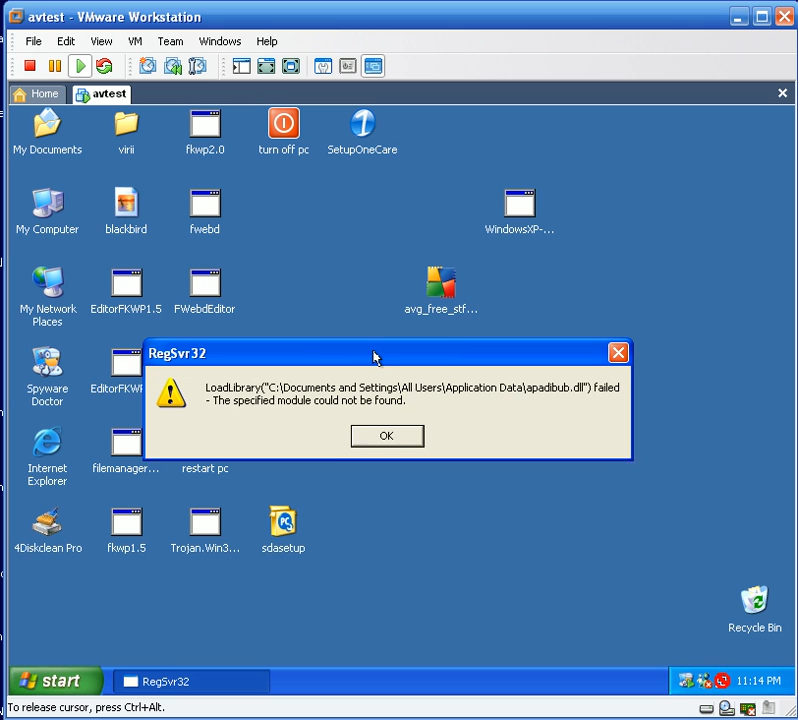 avtest - VMware Workstation
File Edit View VM Team Windows Help
Home avtest
My Documents virii fkwp2.0 turn off pc SetupOneCare
My Computer blackbird fwebd WindowsXP-...
My Network Places EditorFKWP1.5 FWebdEditor avg_free_stf...
RegSvr32
LoadLibrary("C:\Documents and Settings\All Users\Application Data\apadibub.dll") failed
- The specified module could not be found.
OK
Spyware Doctor EditorFKW
Internet Explorer filemanager... restart pc
4Diskclean Pro fkwp1.5 Trojan.Win3... sdasetup
Recycle Bin
start RegSvr32 11:14 PM
To release cursor, press Ctrl+Alt.